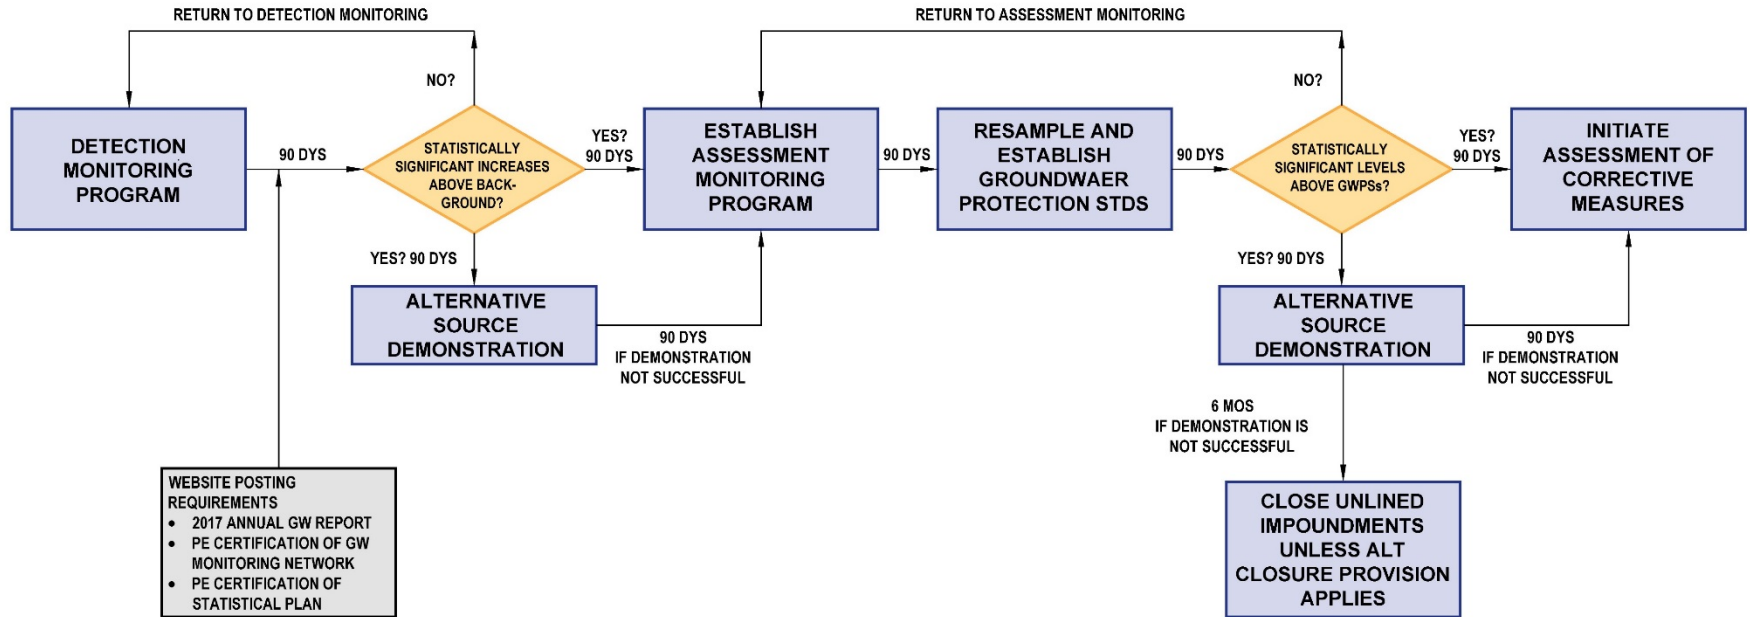 RETURN TO DETECTION MONITORING
RETURN TO ASSESSMENT MONITORING
NO?
NO?
DETECTION
MONITORING
PROGRAM
90 DYS
STATISTICALLY
SIGNIFICANT INCREASES
ABOVE BACK-
GROUND?
YES?
90 DYS
ESTABLISH
ASSESSMENT
MONITORING
PROGRAM
90 DYS
RESAMPLE AND
ESTABLISH
GROUNDWAER
PROTECTION STDS
90 DYS
STATISTICALLY
SIGNIFICANT LEVELS
ABOVE GWPSs?
YES?
90 DYS
INITIATE
ASSESSMENT OF
CORRECTIVE
MEASURES
YES? 90 DYS
YES? 90 DYS
ALTERNATIVE
SOURCE
DEMONSTRATION
90 DYS
IF DEMONSTRATION
NOT SUCCESSFUL
ALTERNATIVE
SOURCE
DEMONSTRATION
90 DYS
IF DEMONSTRATION
NOT SUCCESSFUL
6 MOS
IF DEMONSTRATION IS
NOT SUCCESSFUL
WEBSITE POSTING
REQUIREMENTS
• 2017 ANNUAL GW REPORT
• PE CERTIFICATION OF GW
MONITORING NETWORK
• PE CERTIFICATION OF
STATISTICAL PLAN
CLOSE UNLINED
IMPOUNDMENTS
UNLESS ALT
CLOSURE PROVISION
APPLIES